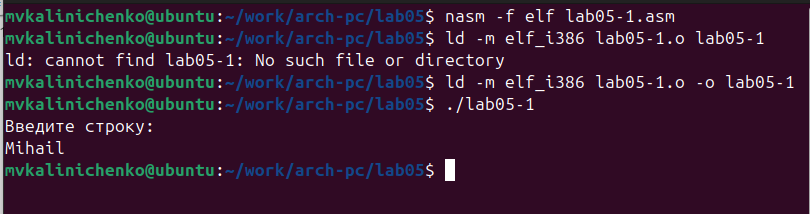 mvkalinichenko@ubuntu:~/work/arch-pc/lab05$ nasm -f elf lab05-1.asm
mvkalinichenko@ubuntu:~/work/arch-pc/lab05$ ld -m elf_i386 lab05-1.o lab05-1
ld: cannot find lab05-1: No such file or directory
mvkalinichenko@ubuntu:~/work/arch-pc/lab05$ ld -m elf_i386 lab05-1.o -o lab05-1
mvkalinichenko@ubuntu:~/work/arch-pc/lab05$ ./lab05-1
Введите строку:
Mihail
mvkalinichenko@ubuntu:~/work/arch-pc/lab05$